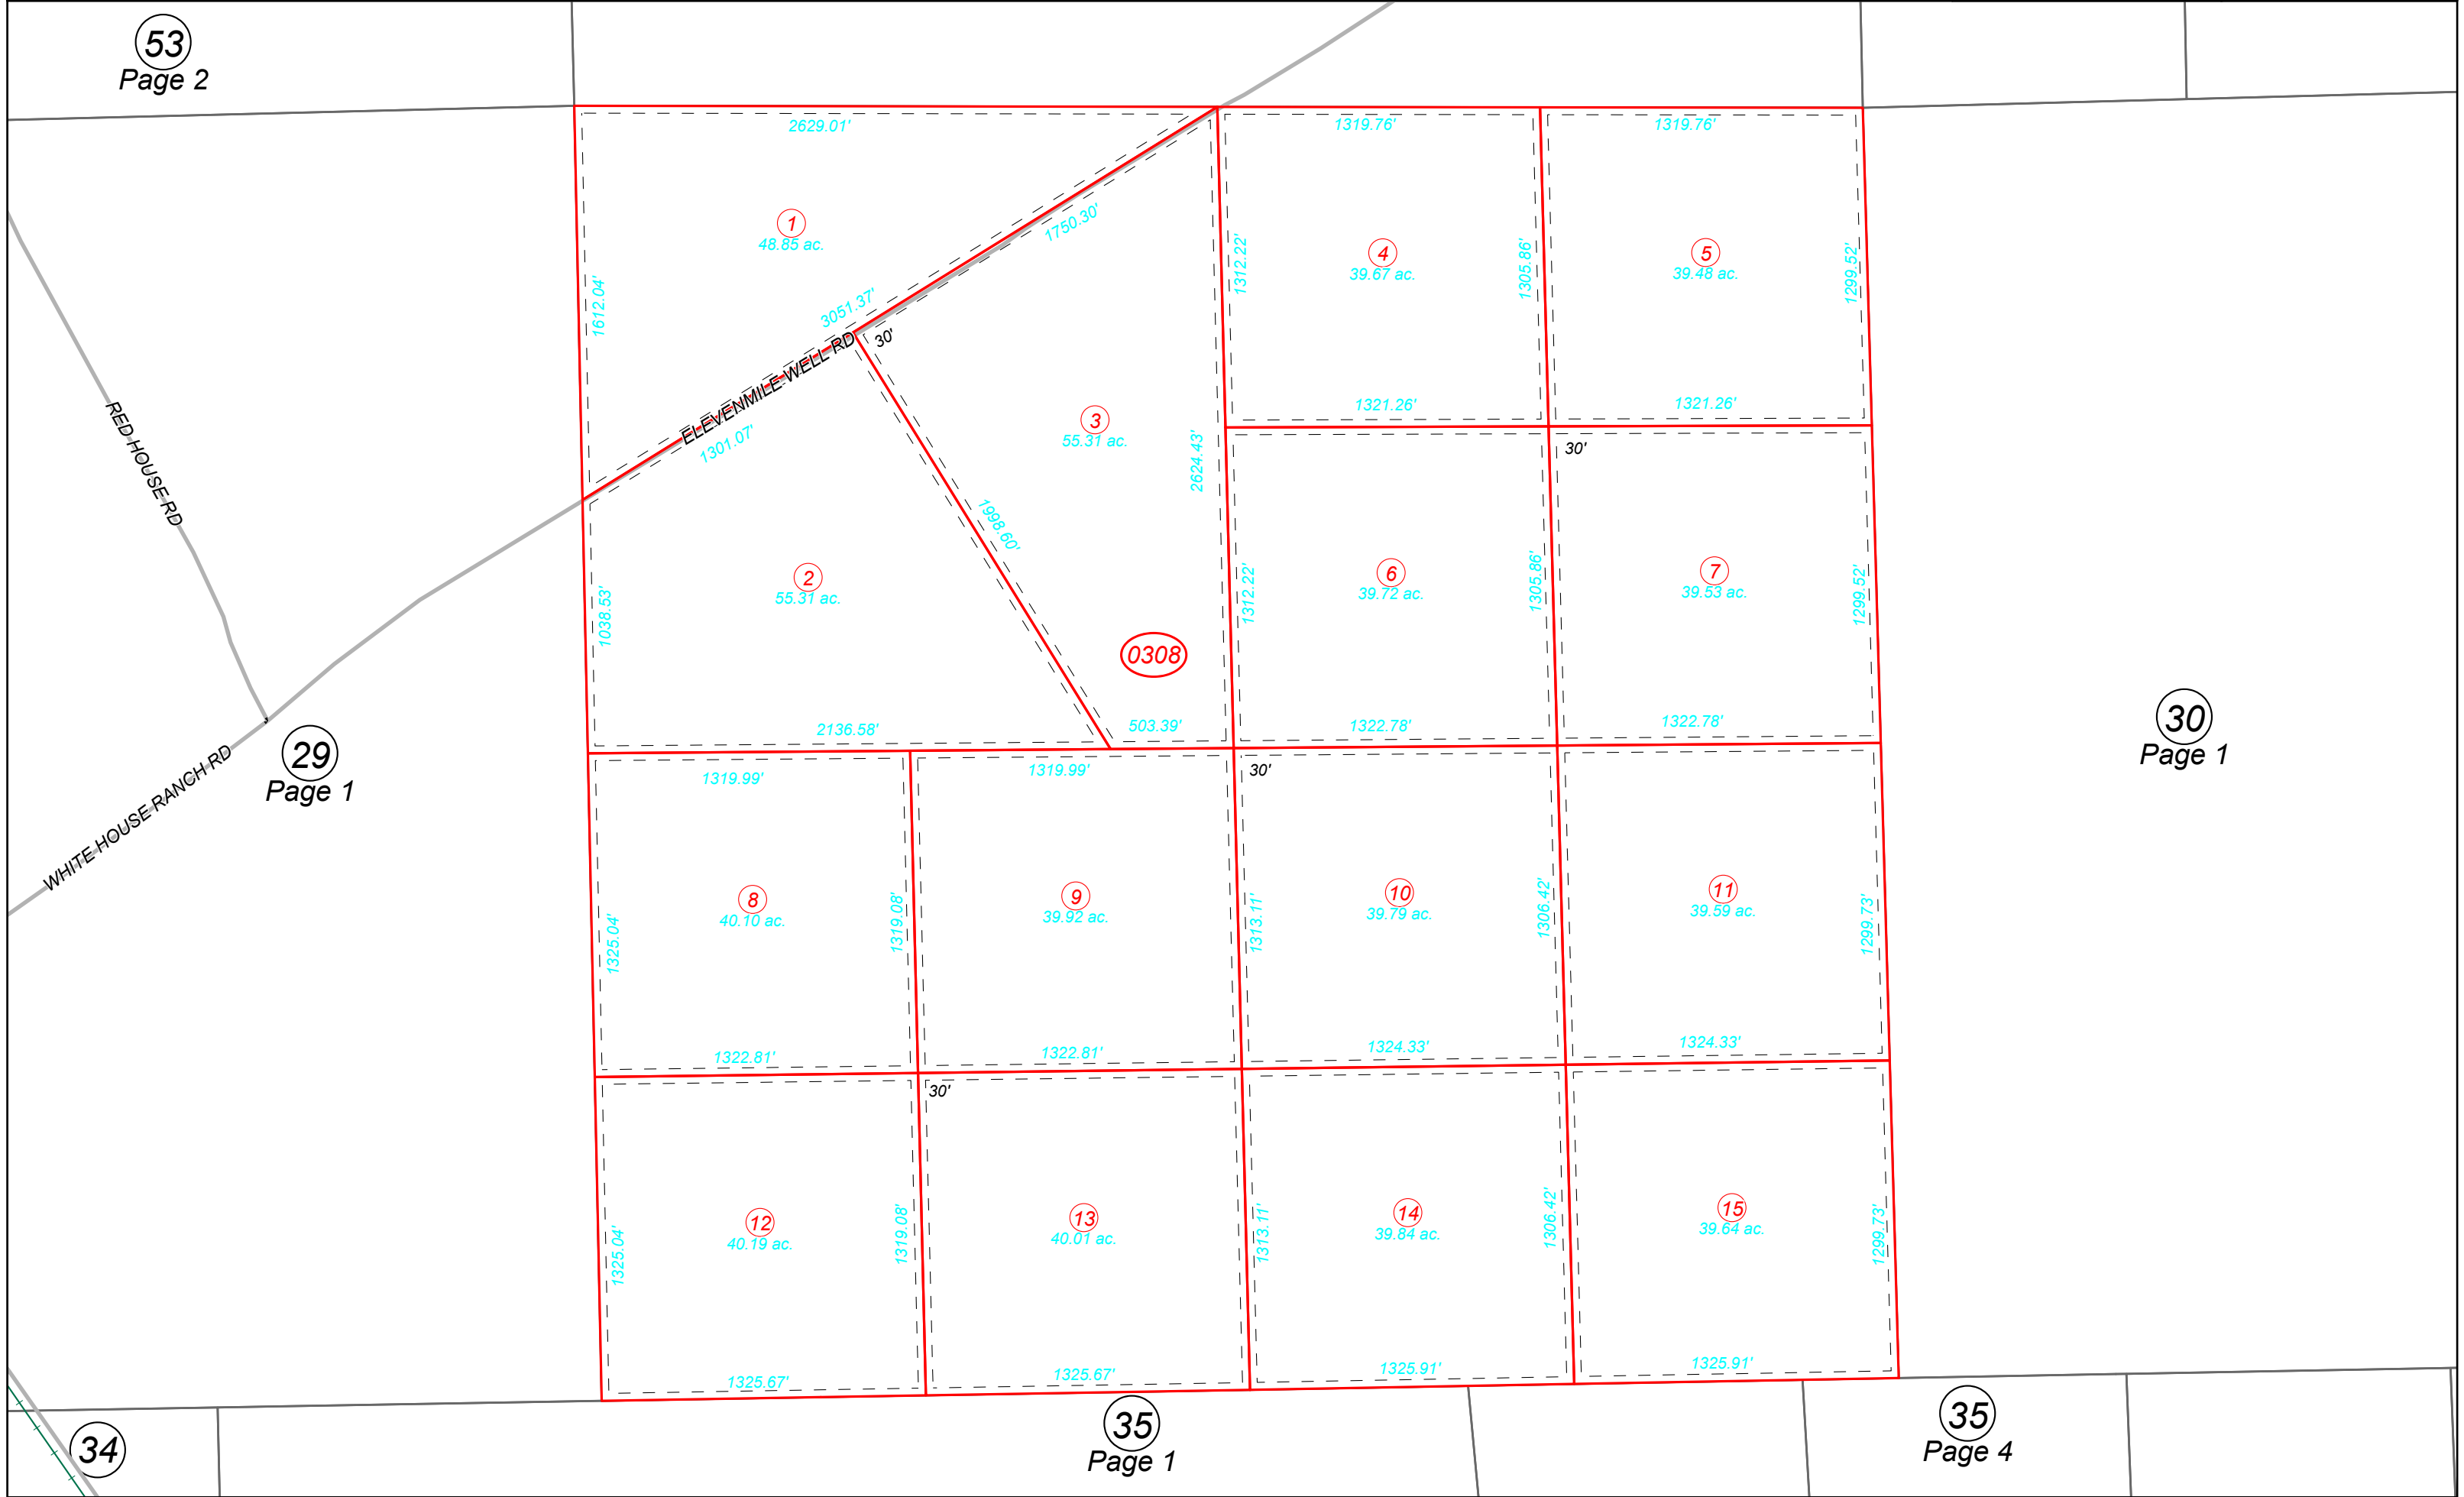 53
Page 2
2629.01'
1319.76'
1319.76'
1
48.85 ac.
1750.30'
1612.04'
3051.37'
1312.22'
4
39.67 ac.
1305.86'
5
39.48 ac.
1299.52'
ELEVENMILE WELL RD
30'
1301.07'
RED HOUSE RD
3
55.31 ac.
2624.43'
1321.26'
1321.26'
30'
1998.60'
2
55.31 ac.
1038.53'
1312.22'
6
39.72 ac.
1305.86'
7
39.53 ac.
1299.52'
0308
2136.58'
503.39'
1322.78'
1322.78'
29
Page 1
WHITE HOUSE RANCH RD
30
Page 1
1319.99'
1319.99'
30'
8
40.10 ac.
1325.04'
1319.08'
9
39.92 ac.
1313.11'
10
39.79 ac.
1306.42'
11
39.59 ac.
1299.73'
1322.81'
1322.81'
1324.33'
1324.33'
30'
12
40.19 ac.
1325.04'
1319.08'
13
40.01 ac.
1313.11'
14
39.84 ac.
1306.42'
15
39.64 ac.
1299.73'
1325.67'
1325.67'
1325.91'
1325.91'
34
35
Page 1
35
Page 4